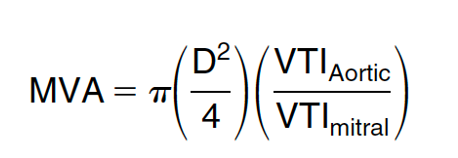 MVA = π(D²/4)(VTI_Aortic/VTI_mitral)